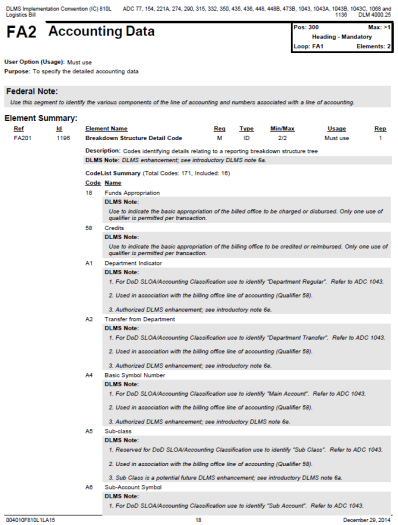 DLMS Implementation Convention (IC) 810L ADC 77, 154, 221A, 274, 290, 315, 332, 350, 435, 436, 446, 448B, 473B, 1043, 1043A, 1043B, 1043C, 1068 and
Logistics Bill 1136 DLM 4000.25
FA2 Accounting Data
Pos: 300 Max: >1
Heading - Mandatory
Loop: FA1 Elements: 2
User Option (Usage): Must use
Purpose: To specify the detailed accounting data
Federal Note:
Use this segment to identify the various components of the line of accounting and numbers associated with a line of accounting.
Element Summary:
Ref Id Element Name Req Type Min/Max Usage Rep
FA201 1196 Breakdown Structure Detail Code M ID 2/2 Must use 1
Description: Codes identifying details relating to a reporting breakdown structure tree
DLMS Note: DLMS enhancement; see introductory DLMS note 6a.
CodeList Summary (Total Codes: 171, Included: 16)
Code Name
18 Funds Appropriation
DLMS Note:
Use to indicate the basic appropriation of the billed office to be charged or disbursed. Only one use of
qualifier is permitted per transaction.
58 Credits
DLMS Note:
Use to indicate the basic appropriation of the billing office to be credited or reimbursed. Only one use of
qualifier is permitted per transaction.
A1 Department Indicator
DLMS Note:
1. For DoD SLOA/Accounting Classification use to identify "Department Regular". Refer to ADC 1043.
2. Used in association with the billing office line of accounting (Qualifier 58).
3. Authorized DLMS enhancement; see introductory note 6a.
A2 Transfer from Department
DLMS Note:
1. For DoD SLOA/Accounting Classification use to identify "Department Transfer". Refer to ADC 1043.
2. Used in association with the billing office line of accounting (Qualifier 58).
3. Authorized DLMS enhancement; see introductory note 6a.
A4 Basic Symbol Number
DLMS Note:
1. For DoD SLOA/Accounting Classification use to identify "Main Account". Refer to ADC 1043.
2. Used in association with the billing office line of accounting (Qualifier 58).
3. Authorized DLMS enhancement; see introductory DLMS note 6a.
A5 Sub-class
DLMS Note:
1. Reserved for DoD SLOA/Accounting Classification use to identify "Sub Class". Refer to ADC 1043.
2. Used in association with the billing office line of accounting (Qualifier 58).
3. Sub Class is a potential future DLMS enhancement; see introductory DLMS note 6a.
A6 Sub-Account Symbol
DLMS Note:
1. For DoD SLOA/Accounting Classification use to identify "Sub Account". Refer to ADC 1043.
004010F810L1LA15 18 December 29, 2014